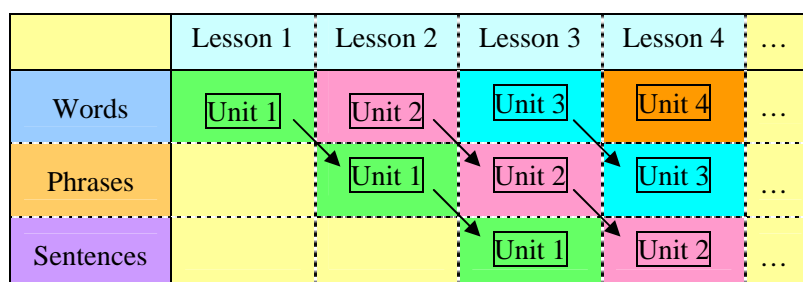 Lesson 1 Lesson 2 Lesson 3 Lesson 4 …
Words Unit 1 Unit 2 Unit 3 Unit 4 …
Phrases Unit 1 Unit 2 Unit 3 …
Sentences Unit 1 Unit 2 …